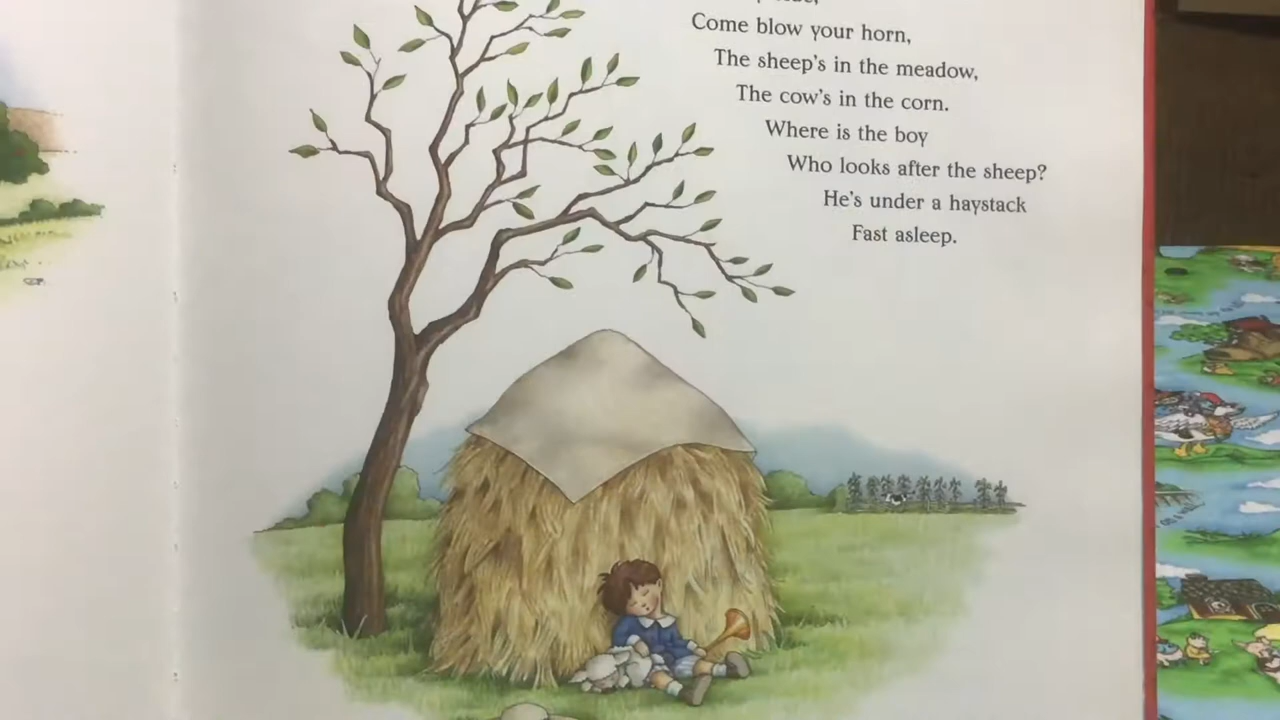 Come blow your horn,
The sheep's in the meadow,
The cow's in the corn.
Where is the boy
Who looks after the sheep?
He's under a haystack
Fast asleep.